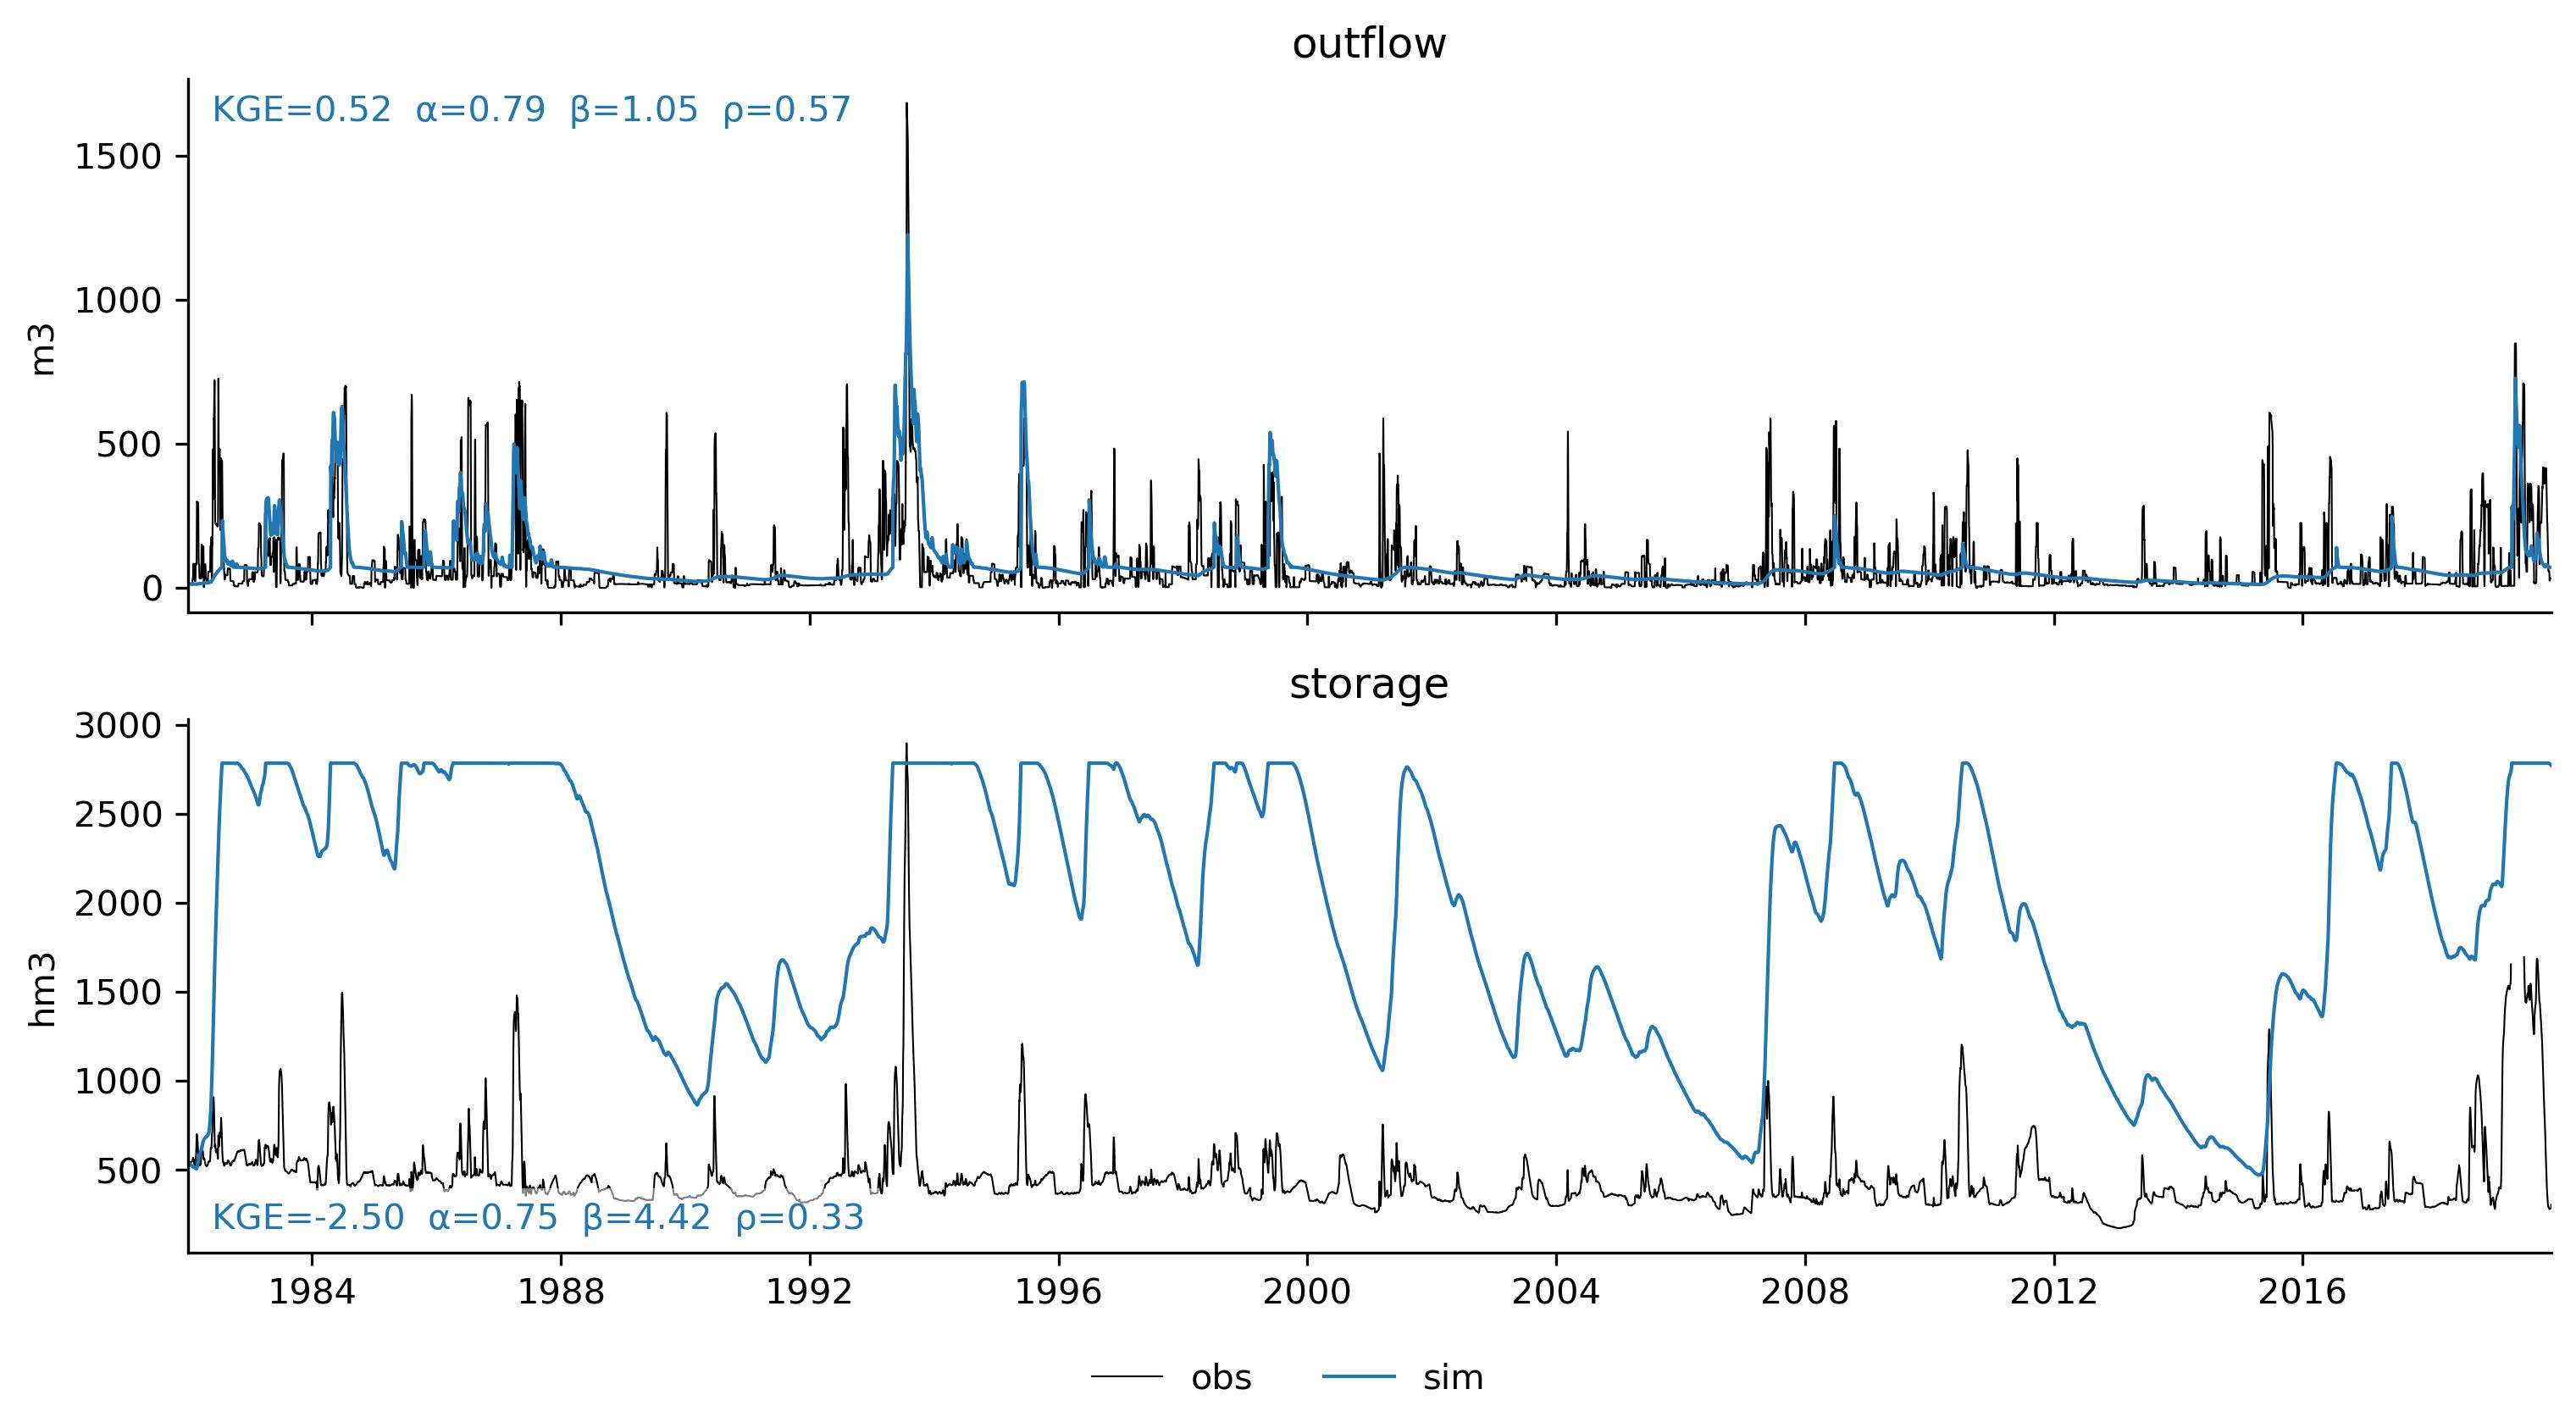 outflow
KGE=0.52 α=0.79 β=1.05 ρ=0.57
1500
1000
500
0
m3
storage
3000
2500
2000
1500
1000
500
hm3
KGE=-2.50 α=0.75 β=4.42 ρ=0.33
1984 1988 1992 1996 2000 2004 2008 2012 2016
obs sim